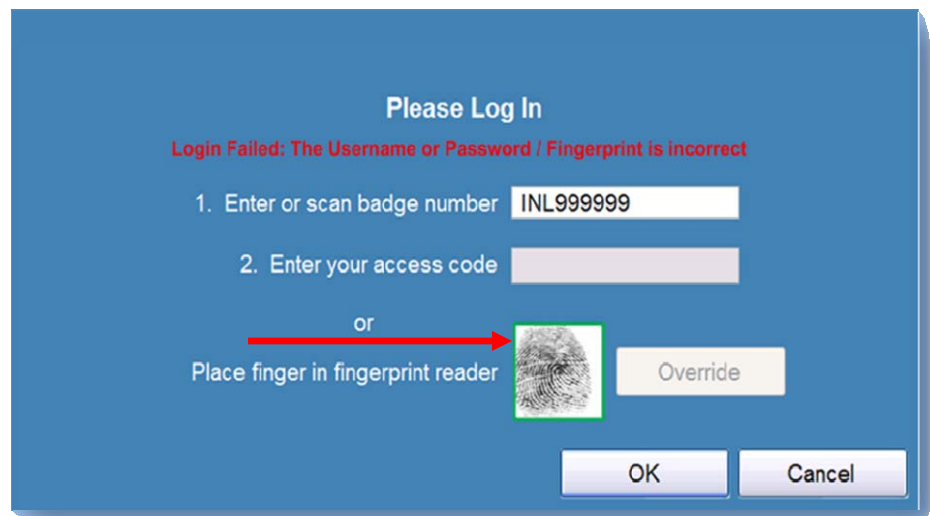 Please Log In
Login Failed: The Username or Password / Fingerprint is incorrect
1. Enter or scan badge number INL999999
2. Enter your access code
or
Place finger in fingerprint reader Override
OK Cancel